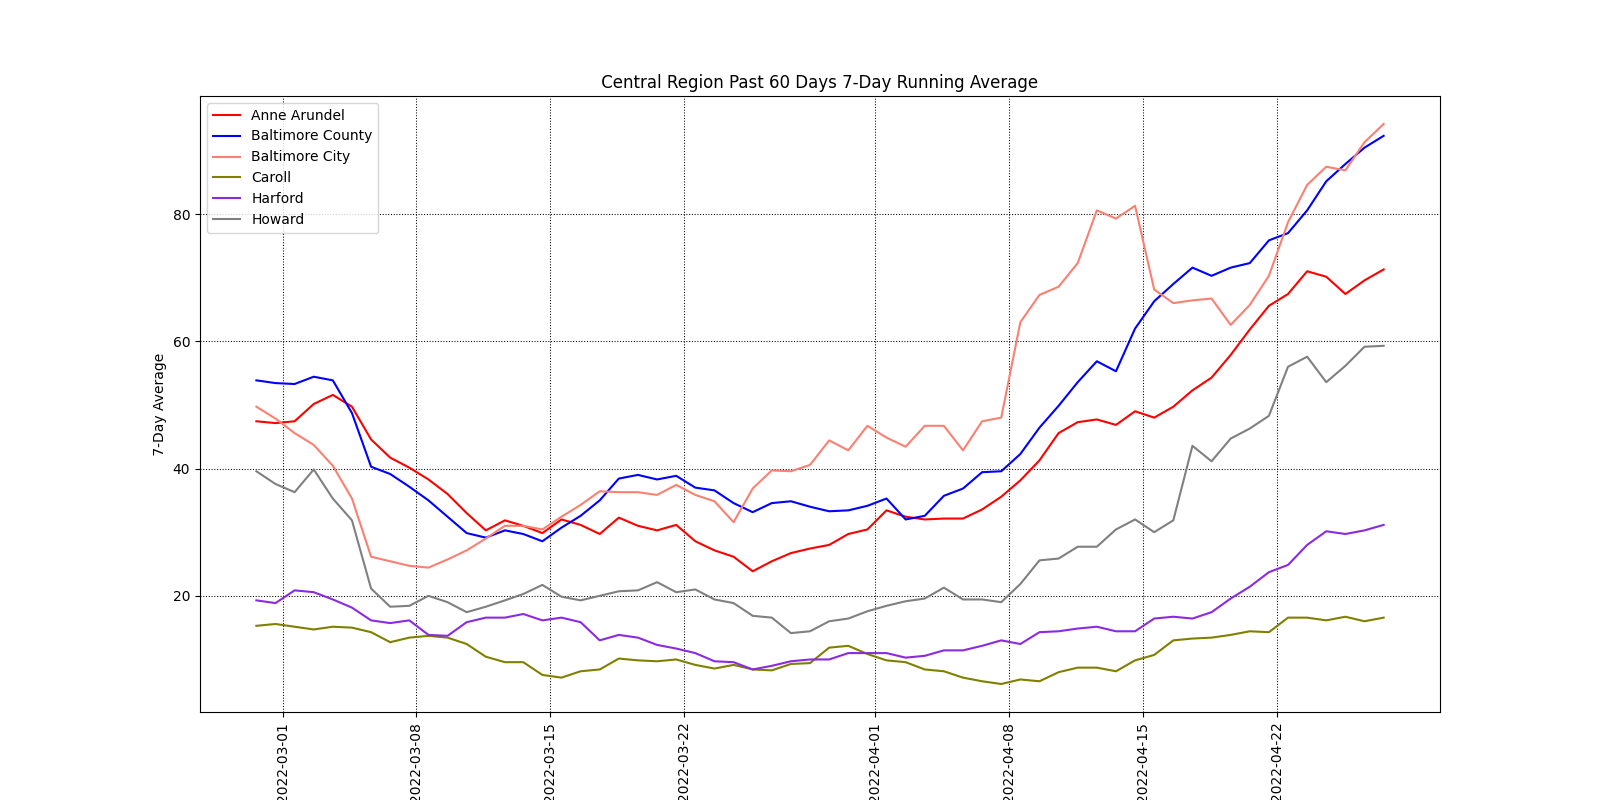 Central Region Past 60 Days 7-Day Running Average
Anne Arundel
Baltimore County
Baltimore City
Caroll
Harford
Howard
7-Day Average
80
60
40
20
2022-03-01
2022-03-08
2022-03-15
2022-03-22
2022-04-01
2022-04-08
2022-04-15
2022-04-22